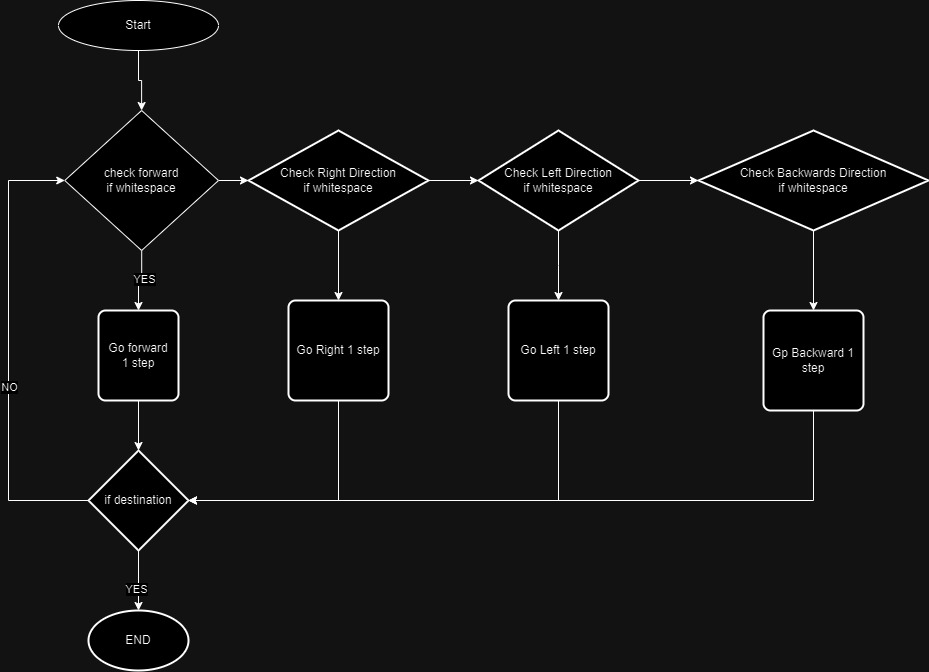 Start
check forward
if whitespace
Check Right Direction
if whitespace
Check Left Direction
if whitespace
Check Backwards Direction
if whitespace
YES
Go forward
1 step
Go Right 1 step
Go Left 1 step
Gp Backward 1
step
NO
if destination
YES
END